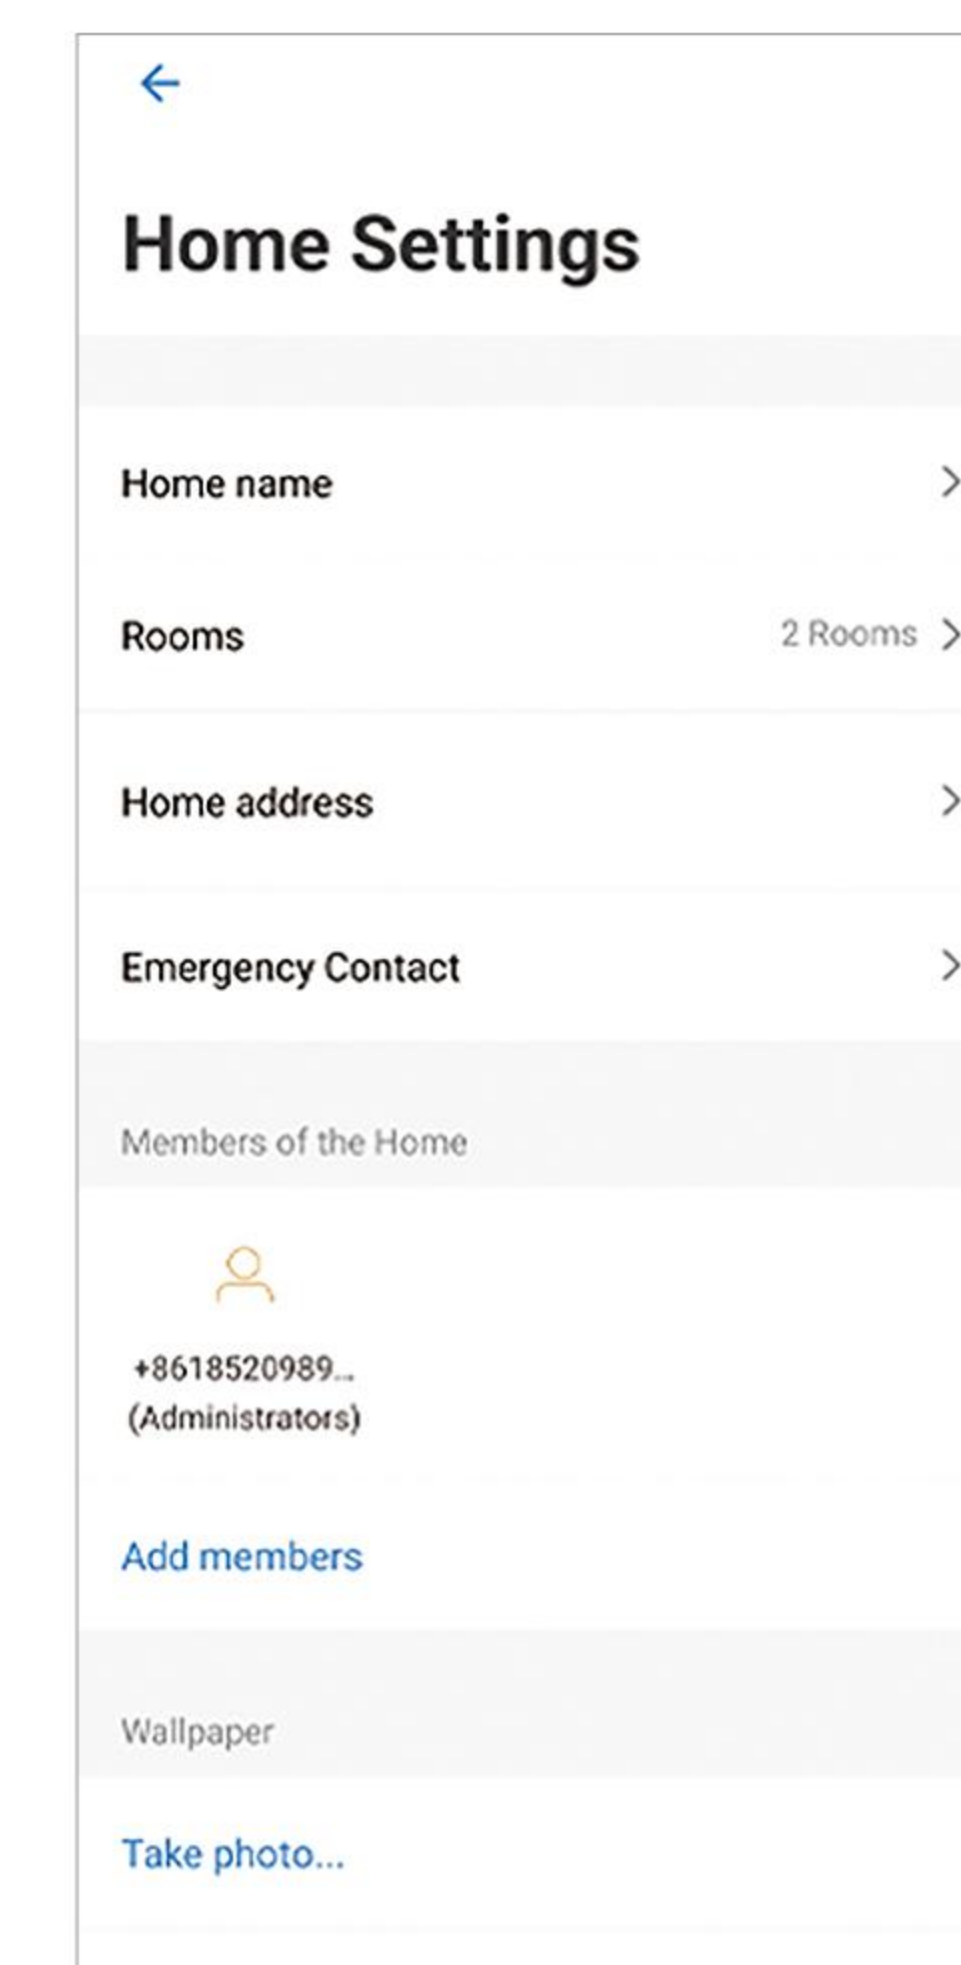 Home Settings
Home name
Rooms 2 Rooms
Home address
Emergency Contact
Members of the Home
+8618520989...
(Administrators)
Add members
Wallpaper
Take photo...